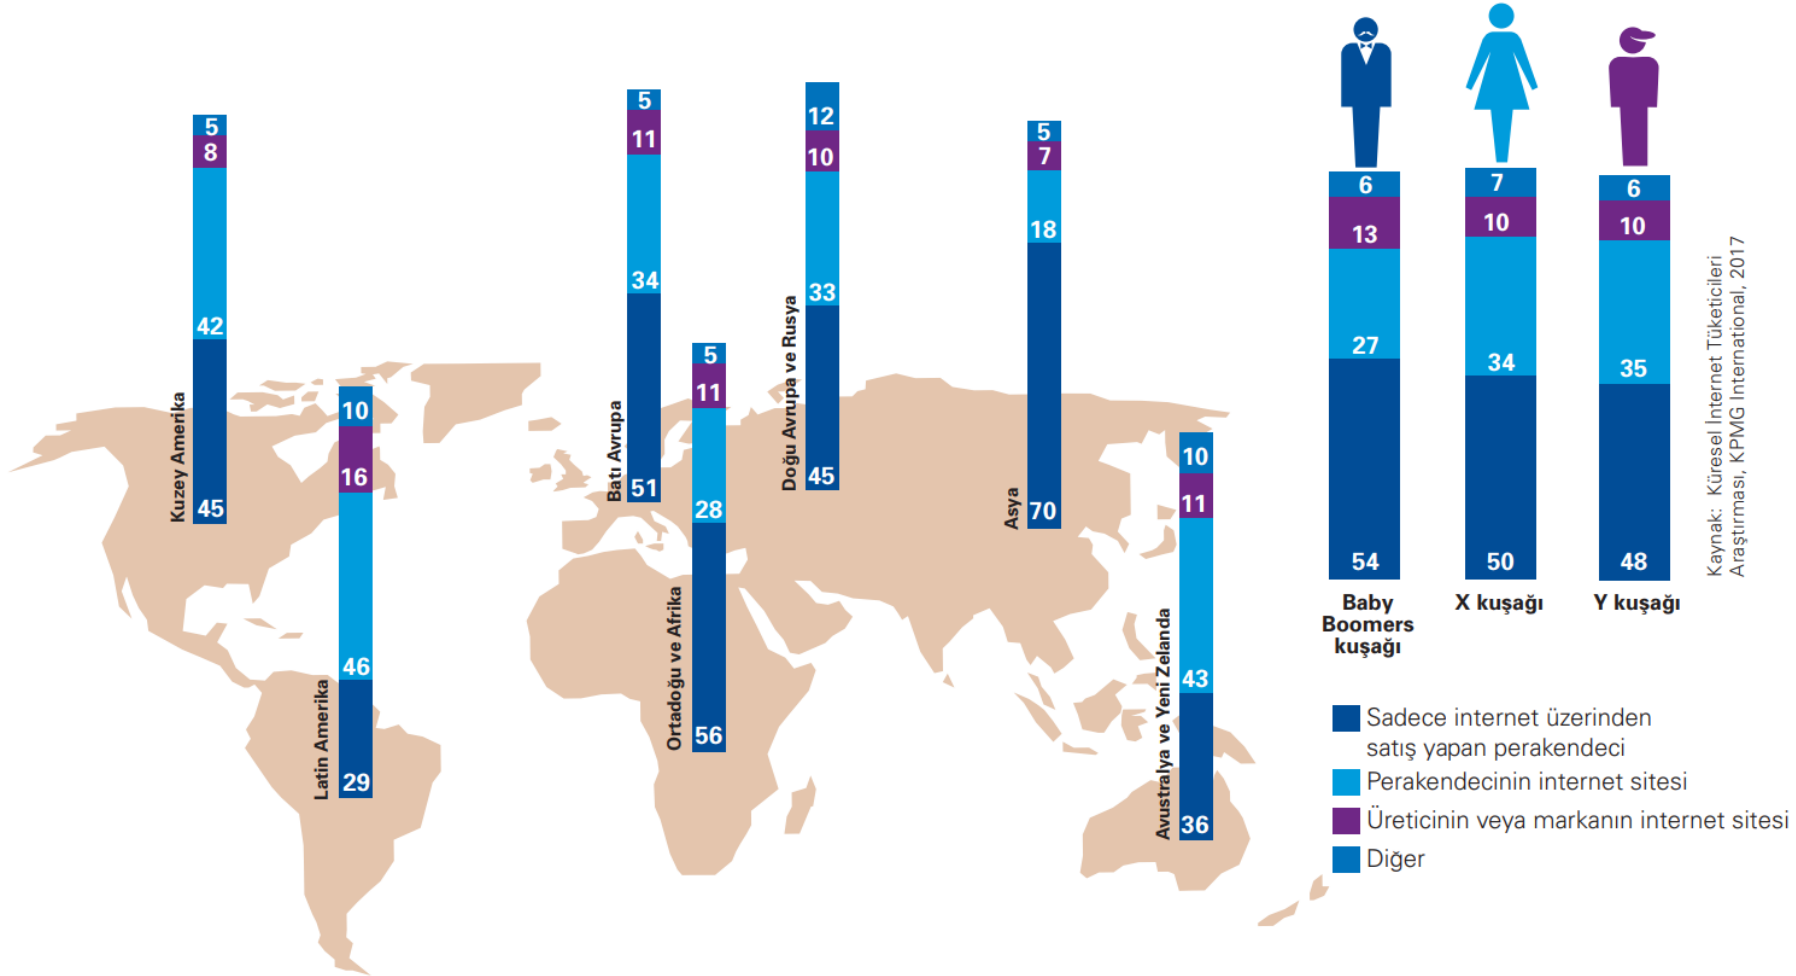 5
8
42
45
Kuzey Amerika
10
16
46
29
Latin Amerika
5
11
34
51
Batı Avrupa
5
11
28
56
Ortadoğu ve Afrika
12
10
33
45
Doğu Avrupa ve Rusya
5
7
18
70
Asya
10
11
43
36
Avustralya ve Yeni Zelanda
6
13
27
54
Baby
Boomers
kuşağı
7
10
34
50
X kuşağı
6
10
35
48
Y kuşağı
Kaynak: Küresel Internet Tüketicileri
Araştırması, KPMG International, 2017
Sadece internet üzerinden
satış yapan perakendeci
Perakendecinin internet sitesi
Üreticinin veya markanın internet sitesi
Diğer